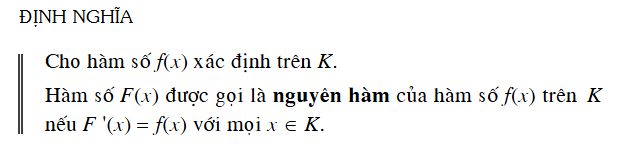 ĐỊNH NGHĨA
Cho hàm số f(x) xác định trên K.
Hàm số F(x) được gọi là nguyên hàm của hàm số f(x) trên K
nếu F '(x) = f(x) với mọi x ∈ K.